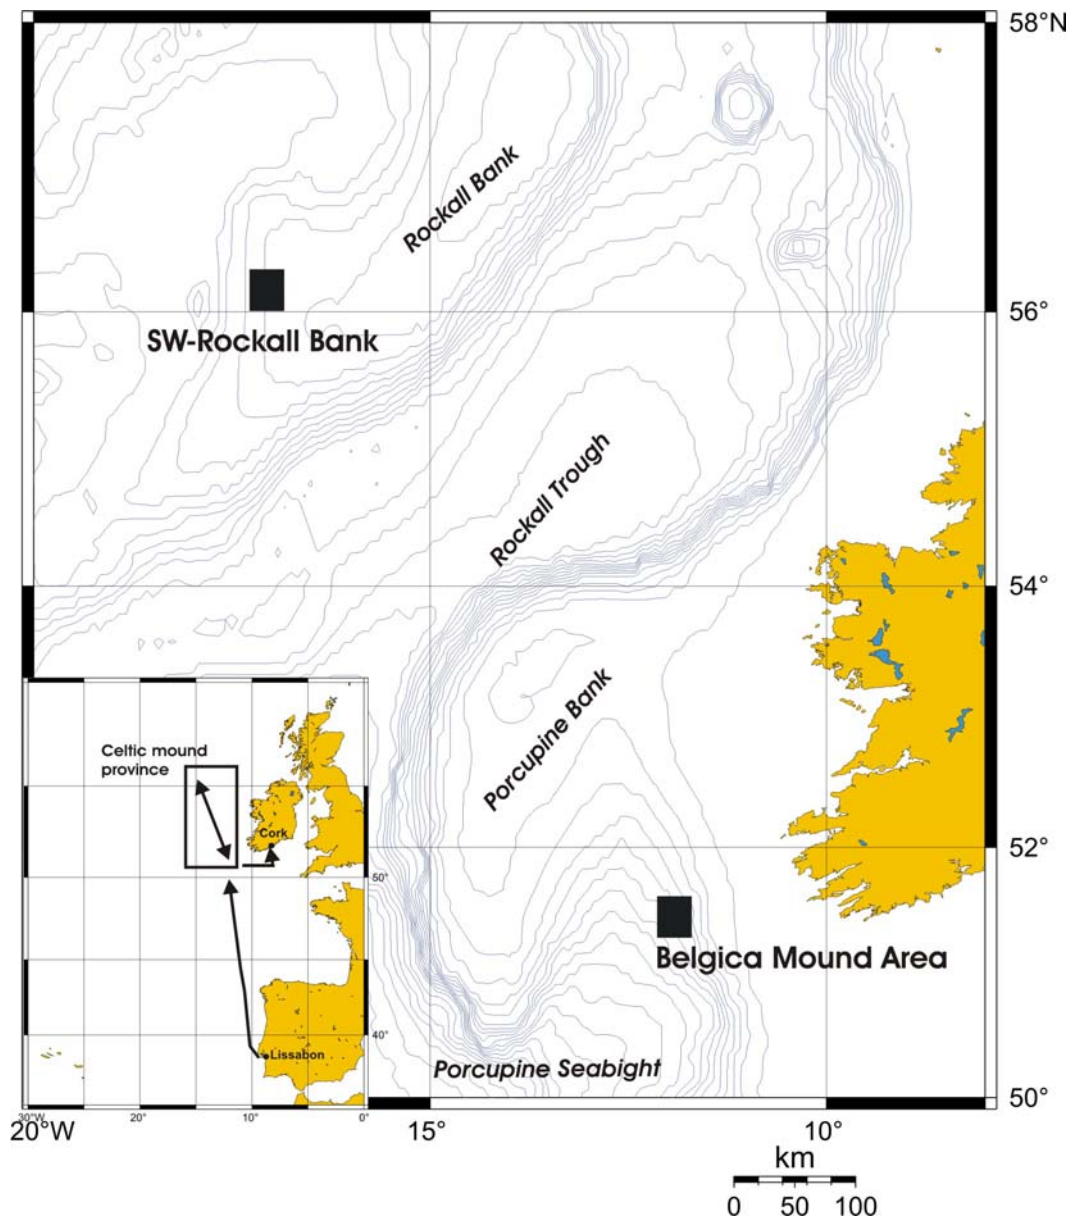 58°N
Rockall Bank
56°
SW-Rockall Bank
Rockall Trough
54°
Porcupine Bank
Celtic mound
province
Cork
52°
50°
Belgica Mound Area
40°
Lissabon
Porcupine Seabight
50°
30°W
20°
10°
0°
20°W
15°
10°
km
0
50
100